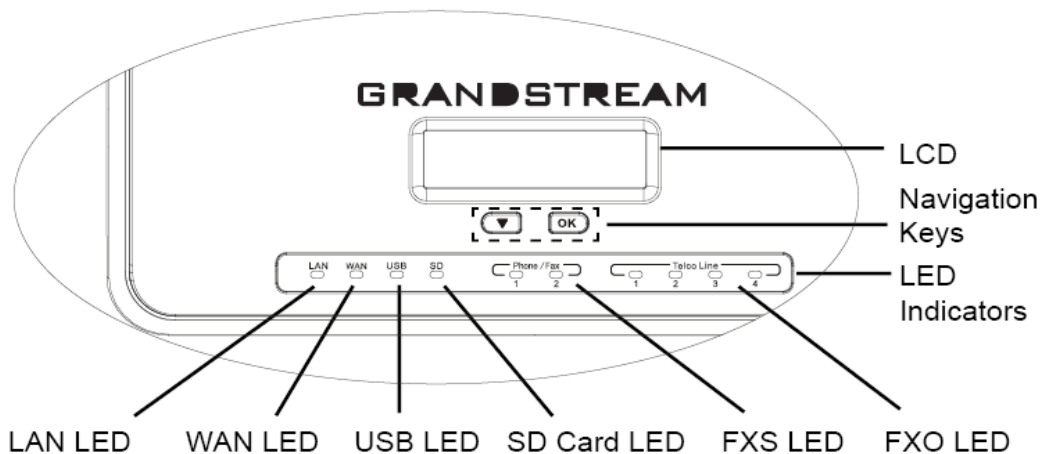 GRANDSTREAM
LCD
Navigation
Keys
OK
LAN WAN USB SD Phone / Fax Telco Line
1 2 1 2 3 4
LED
Indicators
LAN LED WAN LED USB LED SD Card LED FXS LED FXO LED